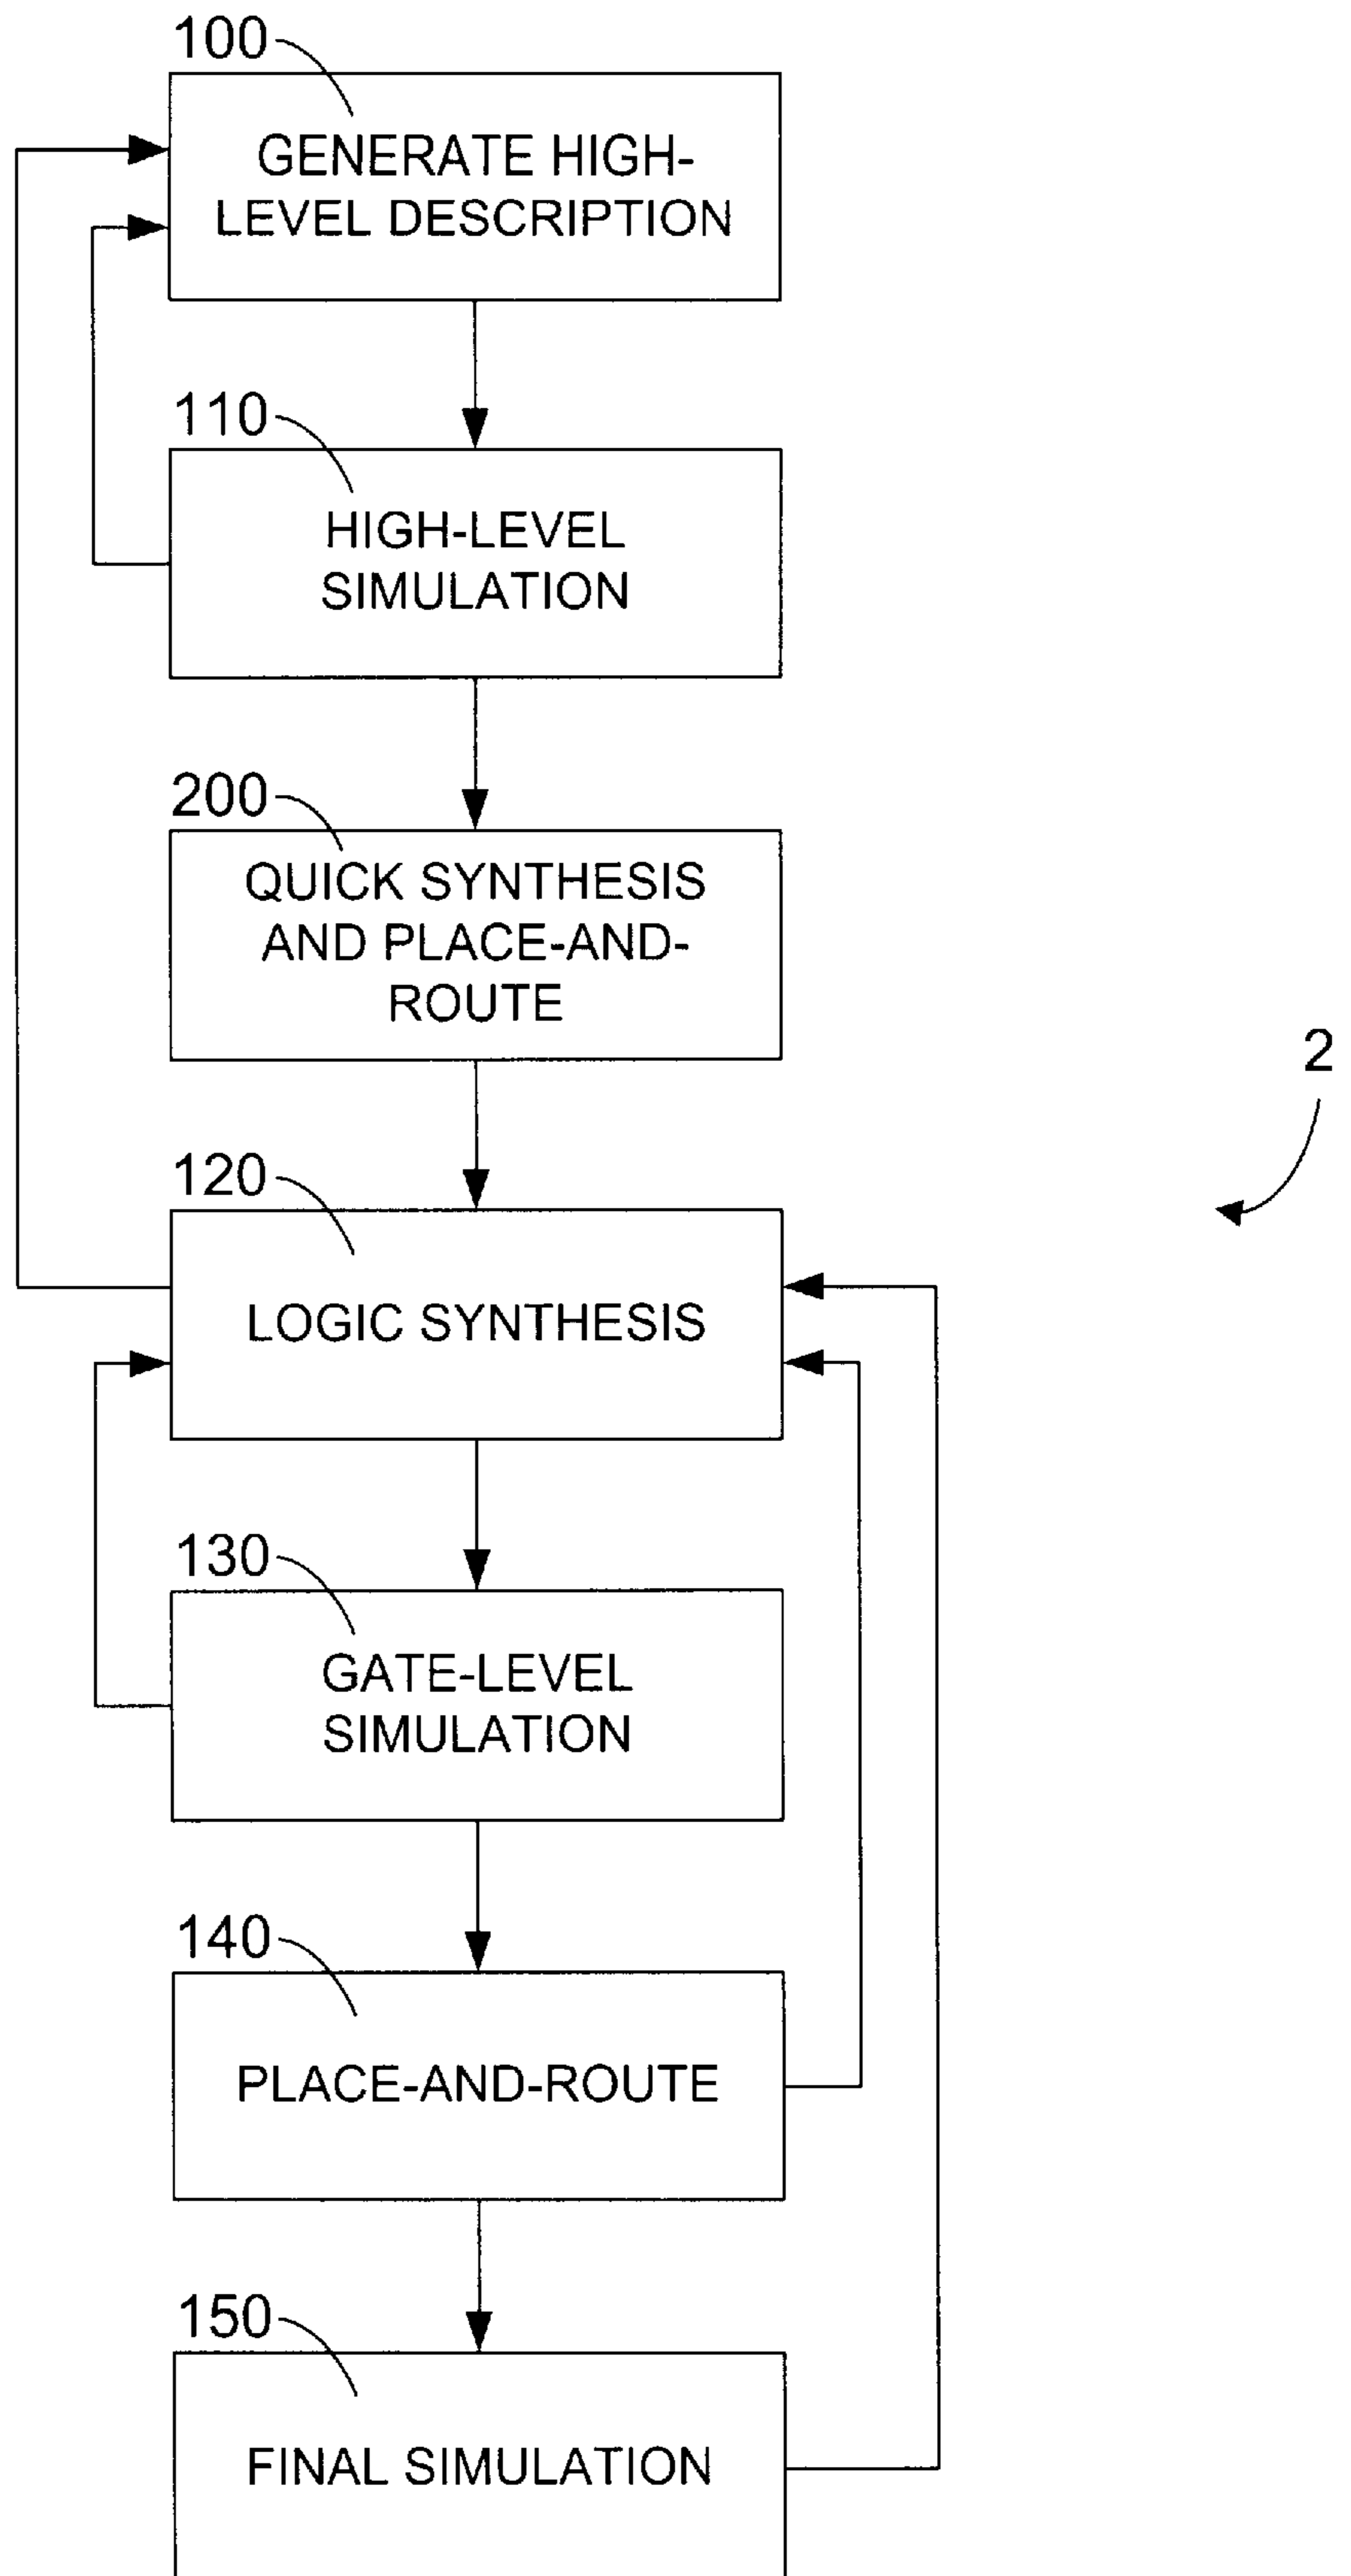 100
GENERATE HIGH-
LEVEL DESCRIPTION
110
HIGH-LEVEL
SIMULATION
200
QUICK SYNTHESIS
AND PLACE-AND-
ROUTE
2
120
LOGIC SYNTHESIS
130
GATE-LEVEL
SIMULATION
140
PLACE-AND-ROUTE
150
FINAL SIMULATION